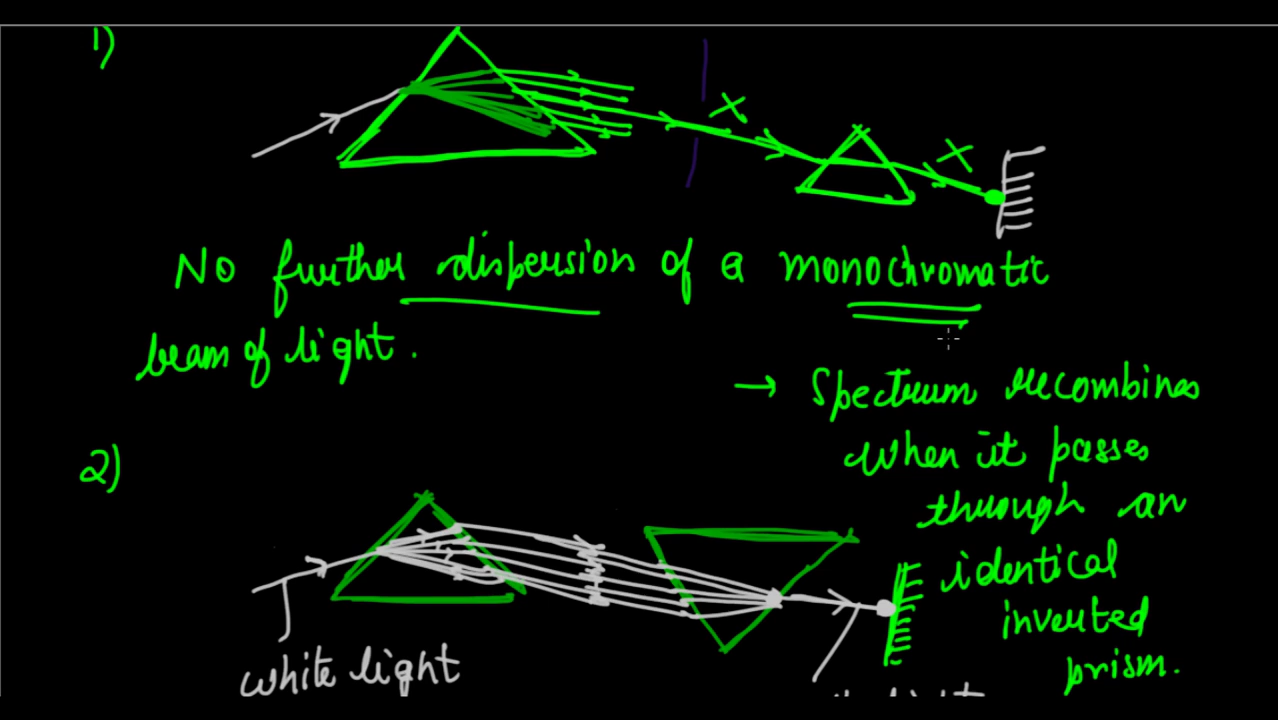 1)
X
X
No further dispersion of a monochromatic
beam of light.
→ Spectrum recombines
when it passes
through an
identical
inverted
prism.
2)
white light